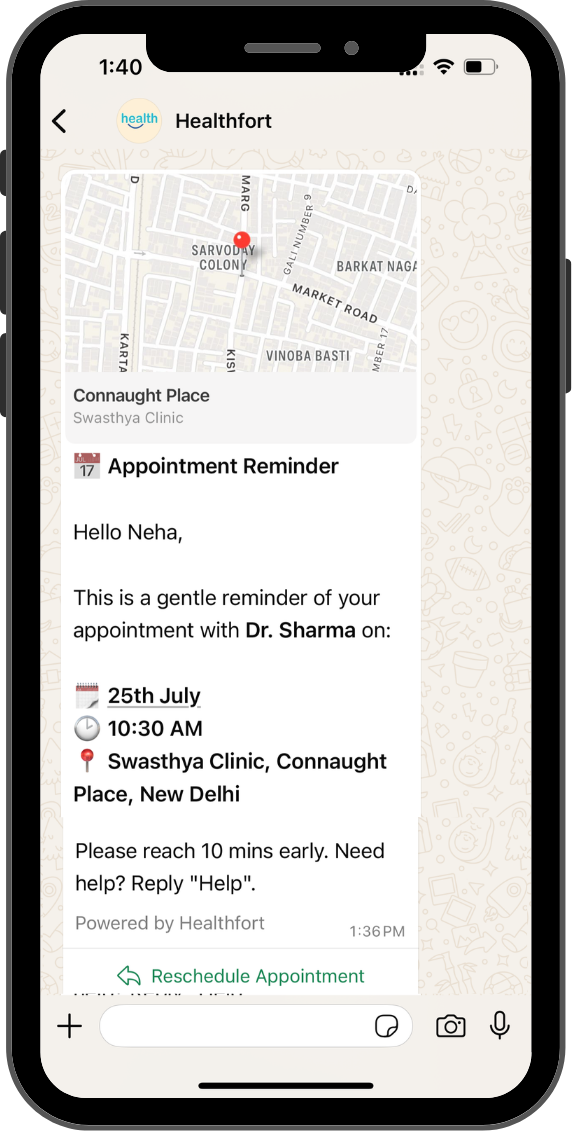 1:40
health
Healthfort
D
MARG
GALI NUMBER 9
SARVODAY
COLONY
BARKAT NAGA
MARKET ROAD
KARTA
KISI
VINOBA BASTI
MBER 17
Connaught Place
Swasthya Clinic
17 Appointment Reminder
Hello Neha,
This is a gentle reminder of your
appointment with Dr. Sharma on:
25th July
10:30 AM
Swasthya Clinic, Connaught
Place, New Delhi
Please reach 10 mins early. Need
help? Reply "Help".
Powered by Healthfort
1:36 PM
Reschedule Appointment